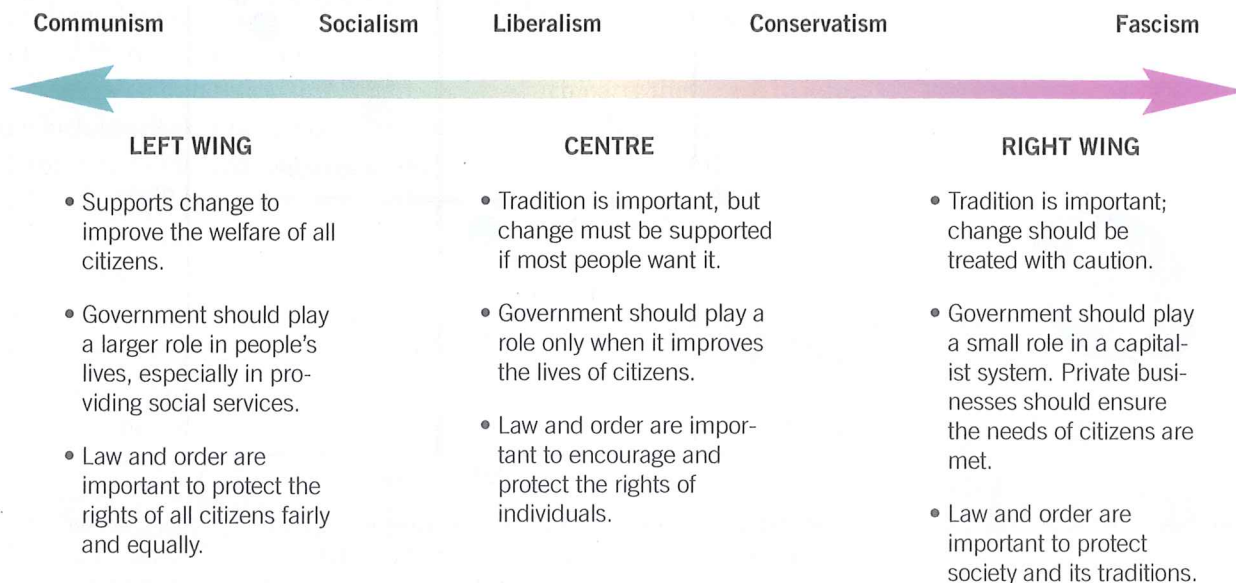 Communism Socialism Liberalism Conservatism Fascism
LEFT WING
• Supports change to
improve the welfare of all
citizens.
• Government should play
a larger role in people's
lives, especially in pro-
viding social services.
• Law and order are
important to protect the
rights of all citizens fairly
and equally.
CENTRE
• Tradition is important, but
change must be supported
if most people want it.
• Government should play a
role only when it improves
the lives of citizens.
• Law and order are impor-
tant to encourage and
protect the rights of
individuals.
RIGHT WING
• Tradition is important;
change should be
treated with caution.
• Government should play
a small role in a capital-
ist system. Private busi-
nesses should ensure
the needs of citizens are
met.
• Law and order are
important to protect
society and its traditions.